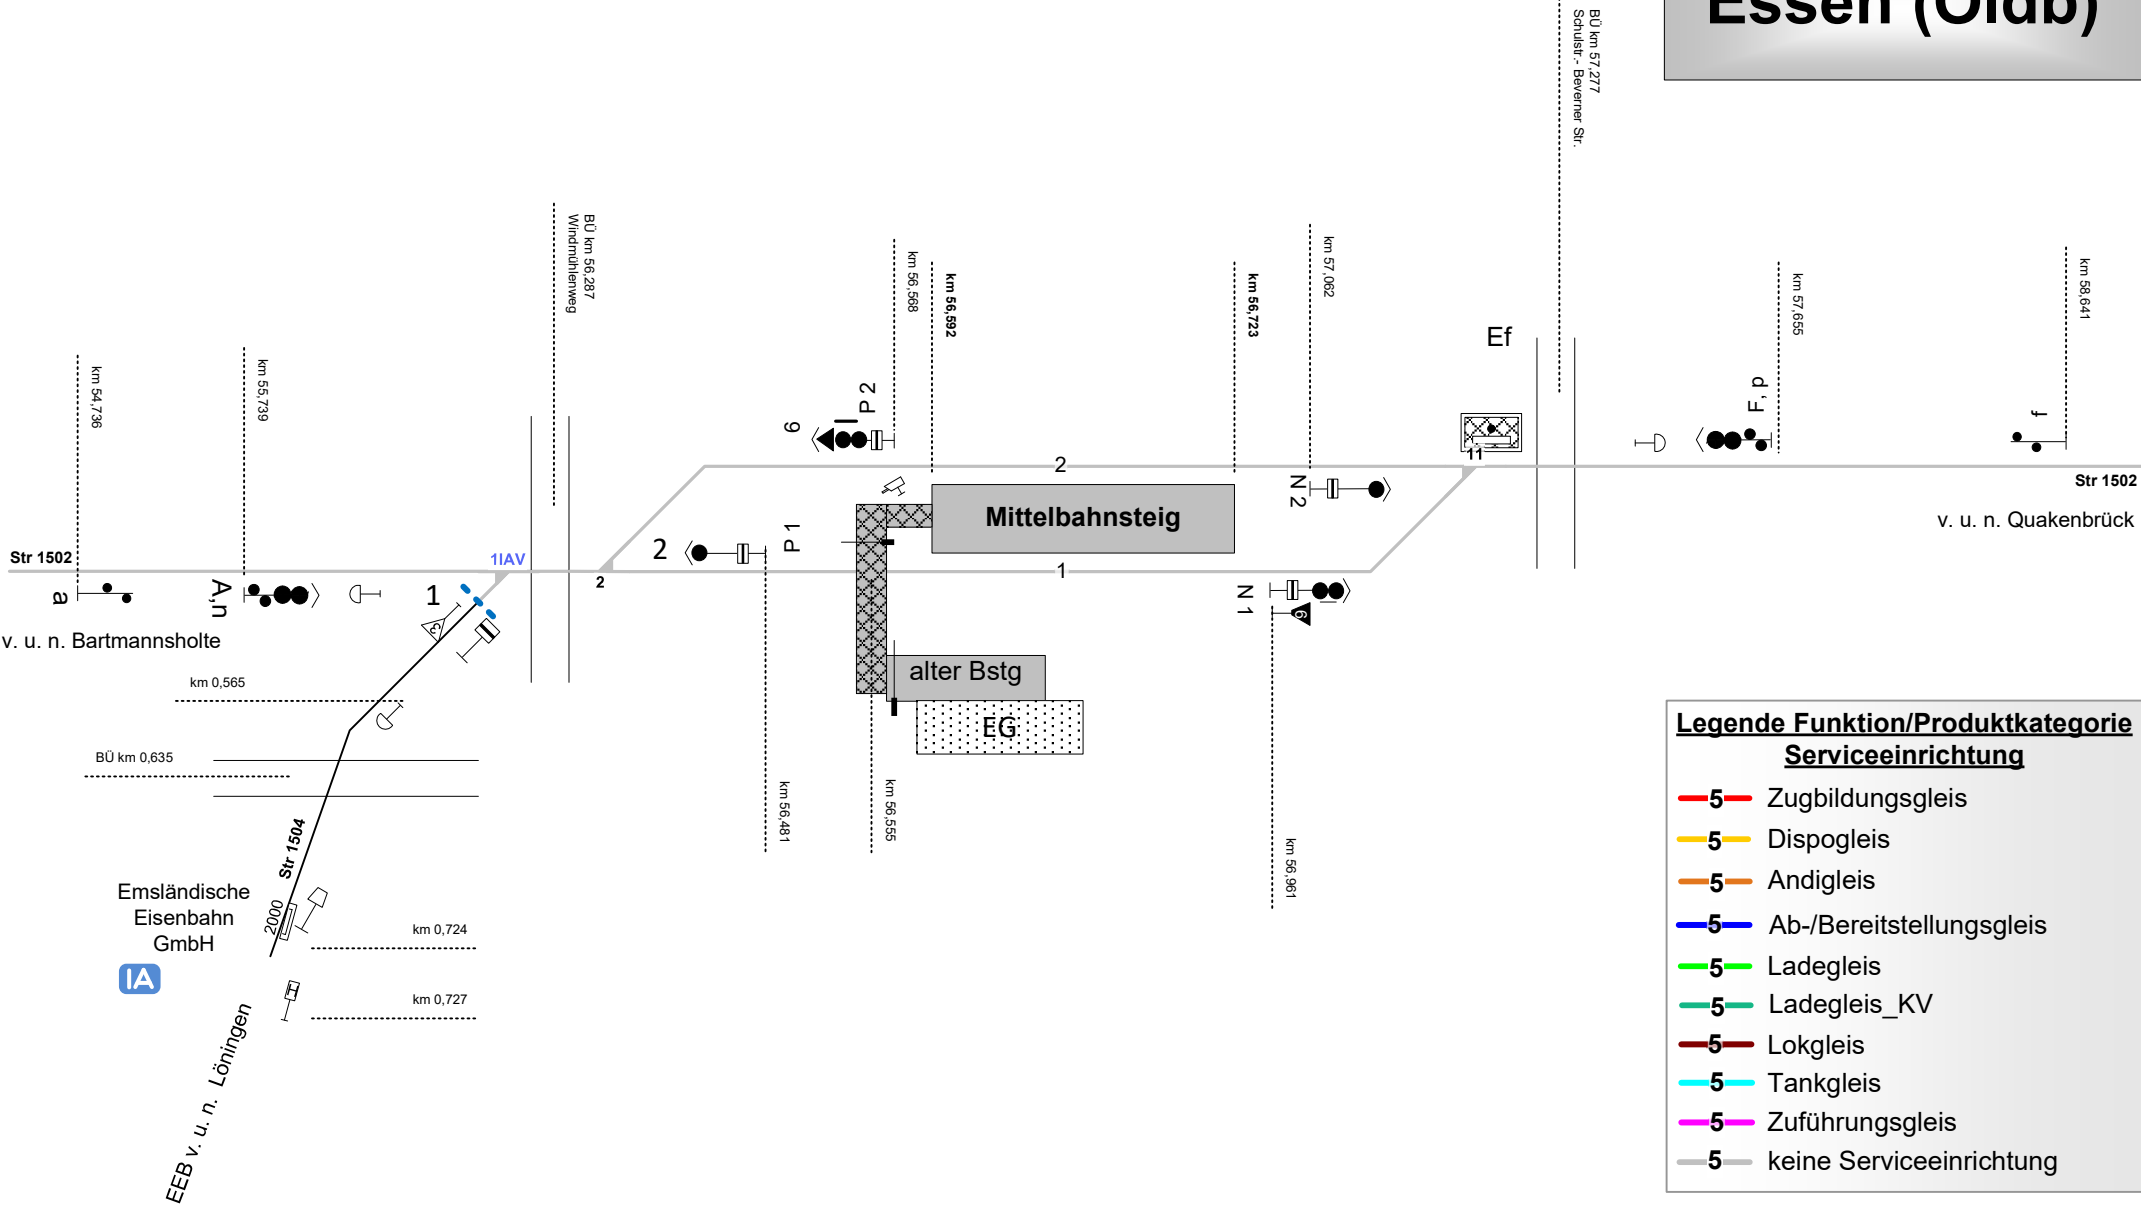 Essen (Oldb)
BÜ km 57,277
Schulstr.- Beverner Str.
BÜ km 56,287
Windmühlenweg
km 56,568
km 56,592
km 56,723
km 57,062
km 57,655
km 58,641
km 54,736
km 55,739
Ef
6
P 2
F, p
f
2
11
Str 1502
v. u. n. Quakenbrück
N 2
Mittelbahnsteig
P 1
2
Str 1502
1IAV
2
1
a
A,n
1
3
N 1
6
v. u. n. Bartmannsholte
alter Bstg
EG
km 0,565
BÜ km 0,635
km 56,481
km 56,555
km 56,961
Str 1504
Emsländische
Eisenbahn
GmbH
IA
2000
km 0,724
H
km 0,727
EEB v. u. n. Löningen
Legende Funktion/Produktkategorie
Serviceeinrichtung
5 Zugbildungsgleis
5 Dispogleis
5 Andigleis
5 Ab-/Bereitstellungsgleis
5 Ladegleis
5 Ladegleis_KV
5 Lokgleis
5 Tankgleis
5 Zuführungsgleis
5 keine Serviceeinrichtung